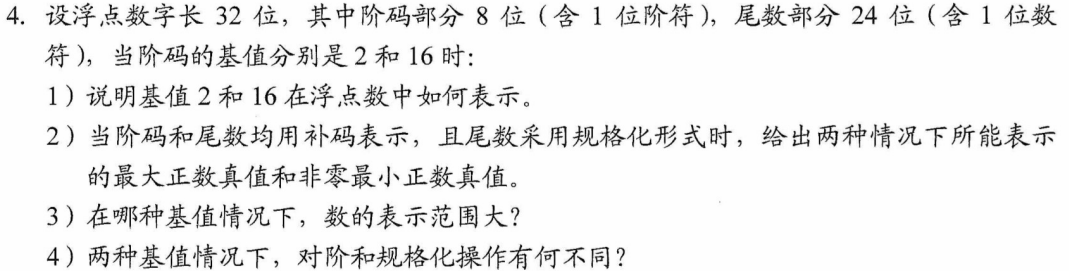 4. 设浮点数字长 32 位，其中阶码部分 8 位（含 1 位阶符），尾数部分 24 位（含 1 位数
符），当阶码的基值分别是 2 和 16 时：
1）说明基值 2 和 16 在浮点数中如何表示。
2）当阶码和尾数均用补码表示，且尾数采用规格化形式时，给出两种情况下所能表示
的最大正数真值和非零最小正数真值。
3）在哪种基值情况下，数的表示范围大？
4）两种基值情况下，对阶和规格化操作有何不同？